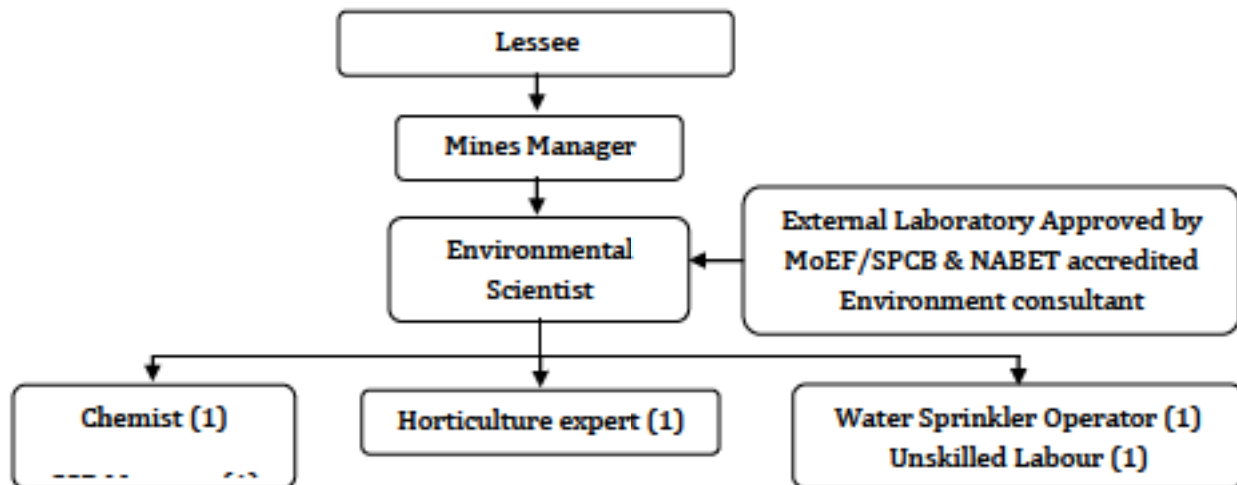 Lessee
Mines Manager
Environmental
Scientist
External Laboratory Approved by
MoEF/SPCB & NABET accredited
Environment consultant
Chemist (1)
Horticulture expert (1)
Water Sprinkler Operator (1)
Unskilled Labour (1)